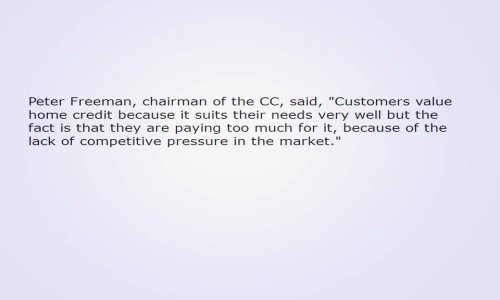 Peter Freeman, chairman of the CC, said, "Customers value
home credit because it suits their needs very well but the
fact is that they are paying too much for it, because of the
lack of competitive pressure in the market."